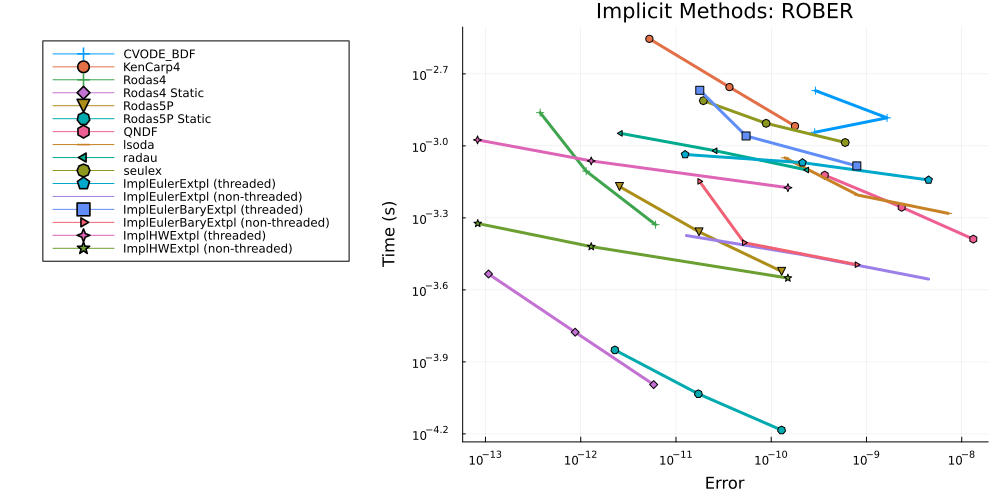 Implicit Methods: ROBER
CVODE_BDF
KenCarp4
Rodas4
Rodas4 Static
Rodas5P
Rodas5P Static
QNDF
lsoda
radau
seulex
ImplEulerExtpl (threaded)
ImplEulerExtpl (non-threaded)
ImplEulerBaryExtpl (threaded)
ImplEulerBaryExtpl (non-threaded)
ImplHWExtpl (threaded)
ImplHWExtpl (non-threaded)
Time (s)
10⁻²·⁷
10⁻³·⁰
10⁻³·³
10⁻³·⁶
10⁻³·⁹
10⁻⁴·²
10⁻¹³ 10⁻¹² 10⁻¹¹ 10⁻¹⁰ 10⁻⁹ 10⁻⁸
Error